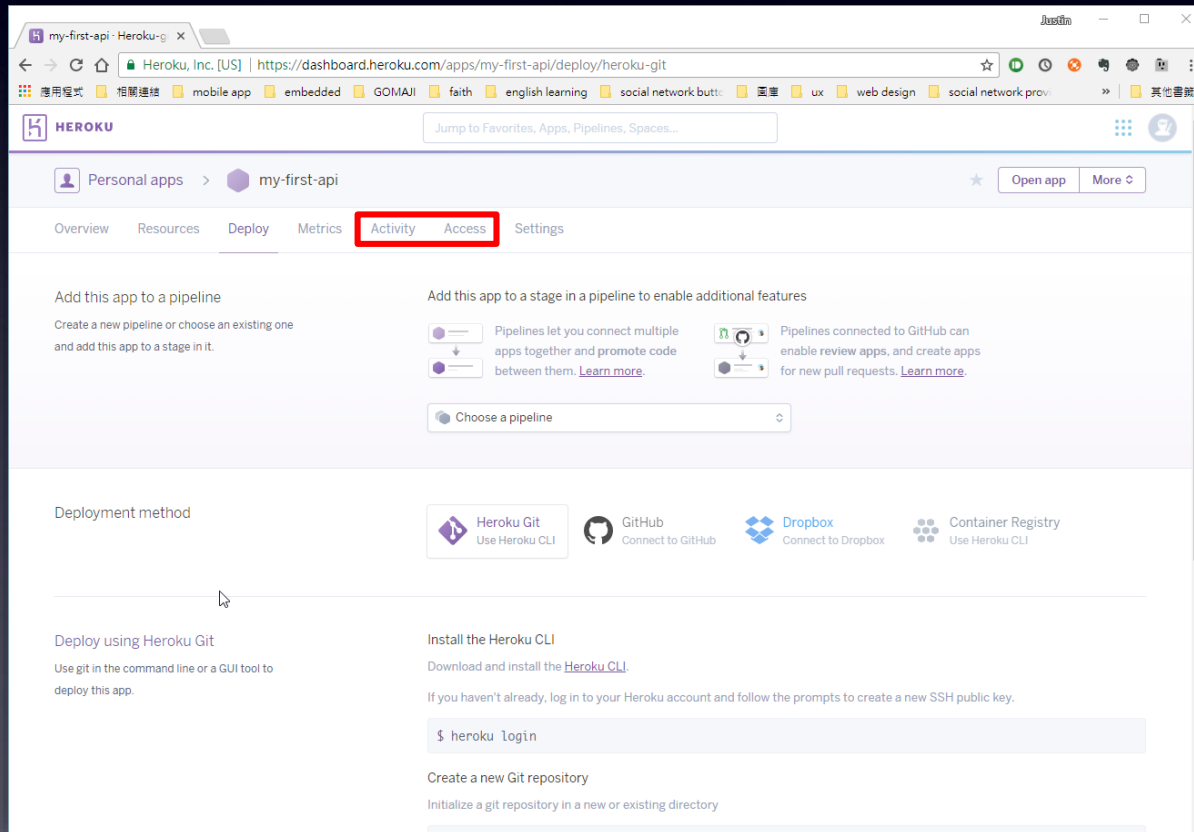 Justin
my-first-api · Heroku-g
Heroku, Inc. [US] | https://dashboard.heroku.com/apps/my-first-api/deploy/heroku-git
應用程式 相關連結 mobile app embedded GOMAJI faith english learning social network butto 圖庫 ux web design social network prov » 其他書籤
HEROKU Jump to Favorites, Apps, Pipelines, Spaces...
Personal apps > my-first-api Open app More
Overview Resources Deploy Metrics Activity Access Settings
Add this app to a pipeline
Create a new pipeline or choose an existing one
and add this app to a stage in it.
Add this app to a stage in a pipeline to enable additional features
Pipelines let you connect multiple
apps together and promote code
between them. Learn more.
Pipelines connected to GitHub can
enable review apps, and create apps
for new pull requests. Learn more.
Choose a pipeline
Deployment method
Heroku Git
Use Heroku CLI
GitHub
Connect to GitHub
Dropbox
Connect to Dropbox
Container Registry
Use Heroku CLI
Deploy using Heroku Git
Use git in the command line or a GUI tool to
deploy this app.
Install the Heroku CLI
Download and install the Heroku CLI.
If you haven't already, log in to your Heroku account and follow the prompts to create a new SSH public key.
$ heroku login
Create a new Git repository
Initialize a git repository in a new or existing directory